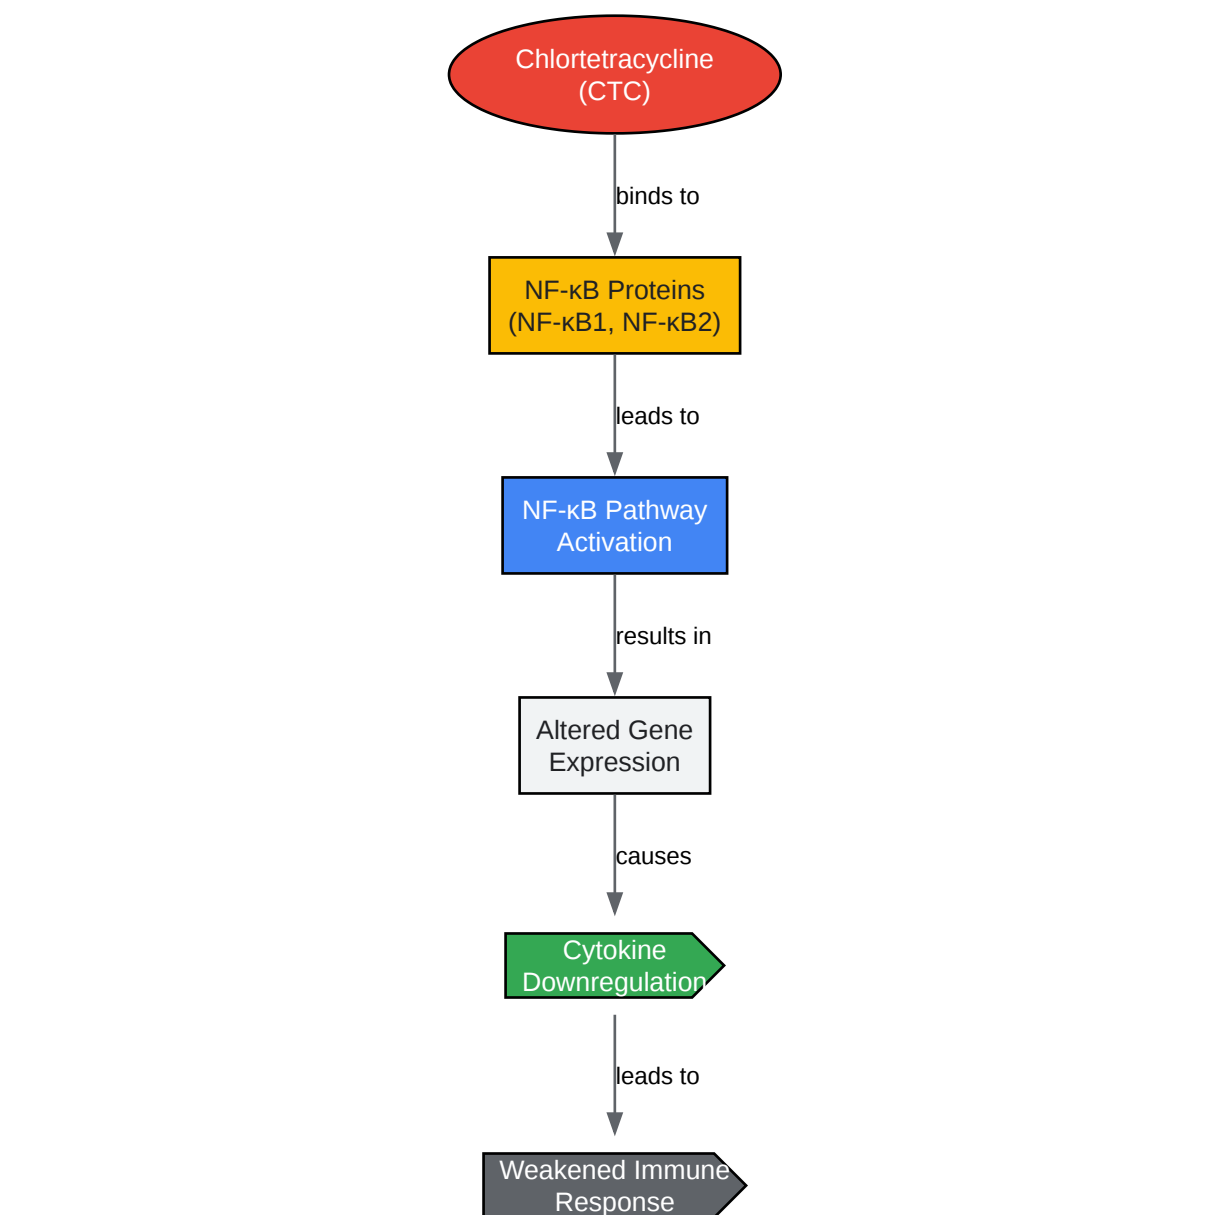 Chlortetracycline
(CTC)
binds to
NF-κB Proteins
(NF-κB1, NF-κB2)
leads to
NF-κB Pathway
Activation
results in
Altered Gene
Expression
causes
Cytokine
Downregulation
leads to
Weakened Immune
Response